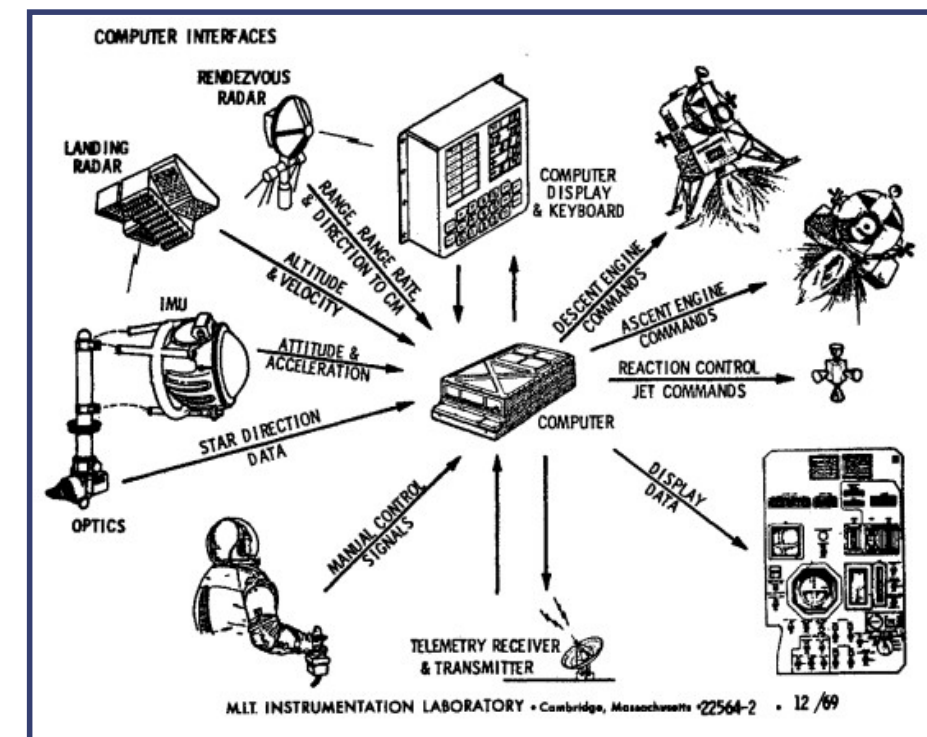 COMPUTER INTERFACES
RENDEZVOUS
RADAR
LANDING
RADAR
COMPUTER
DISPLAY
& KEYBOARD
RANGE, RANGE RATE,
& DIRECTION TO CM
ALTITUDE
& VELOCITY
DESCENT ENGINE
COMMANDS
ASCENT ENGINE
COMMANDS
IMU
ATTITUDE &
ACCELERATION
REACTION CONTROL
JET COMMANDS
COMPUTER
STAR DIRECTION
DATA
OPTICS
DISPLAY
DATA
MANUAL CONTROL
SIGNALS
TELEMETRY RECEIVER
& TRANSMITTER
M.I.T. INSTRUMENTATION LABORATORY • Cambridge, Massachusetts • 22564-2 • 12/69